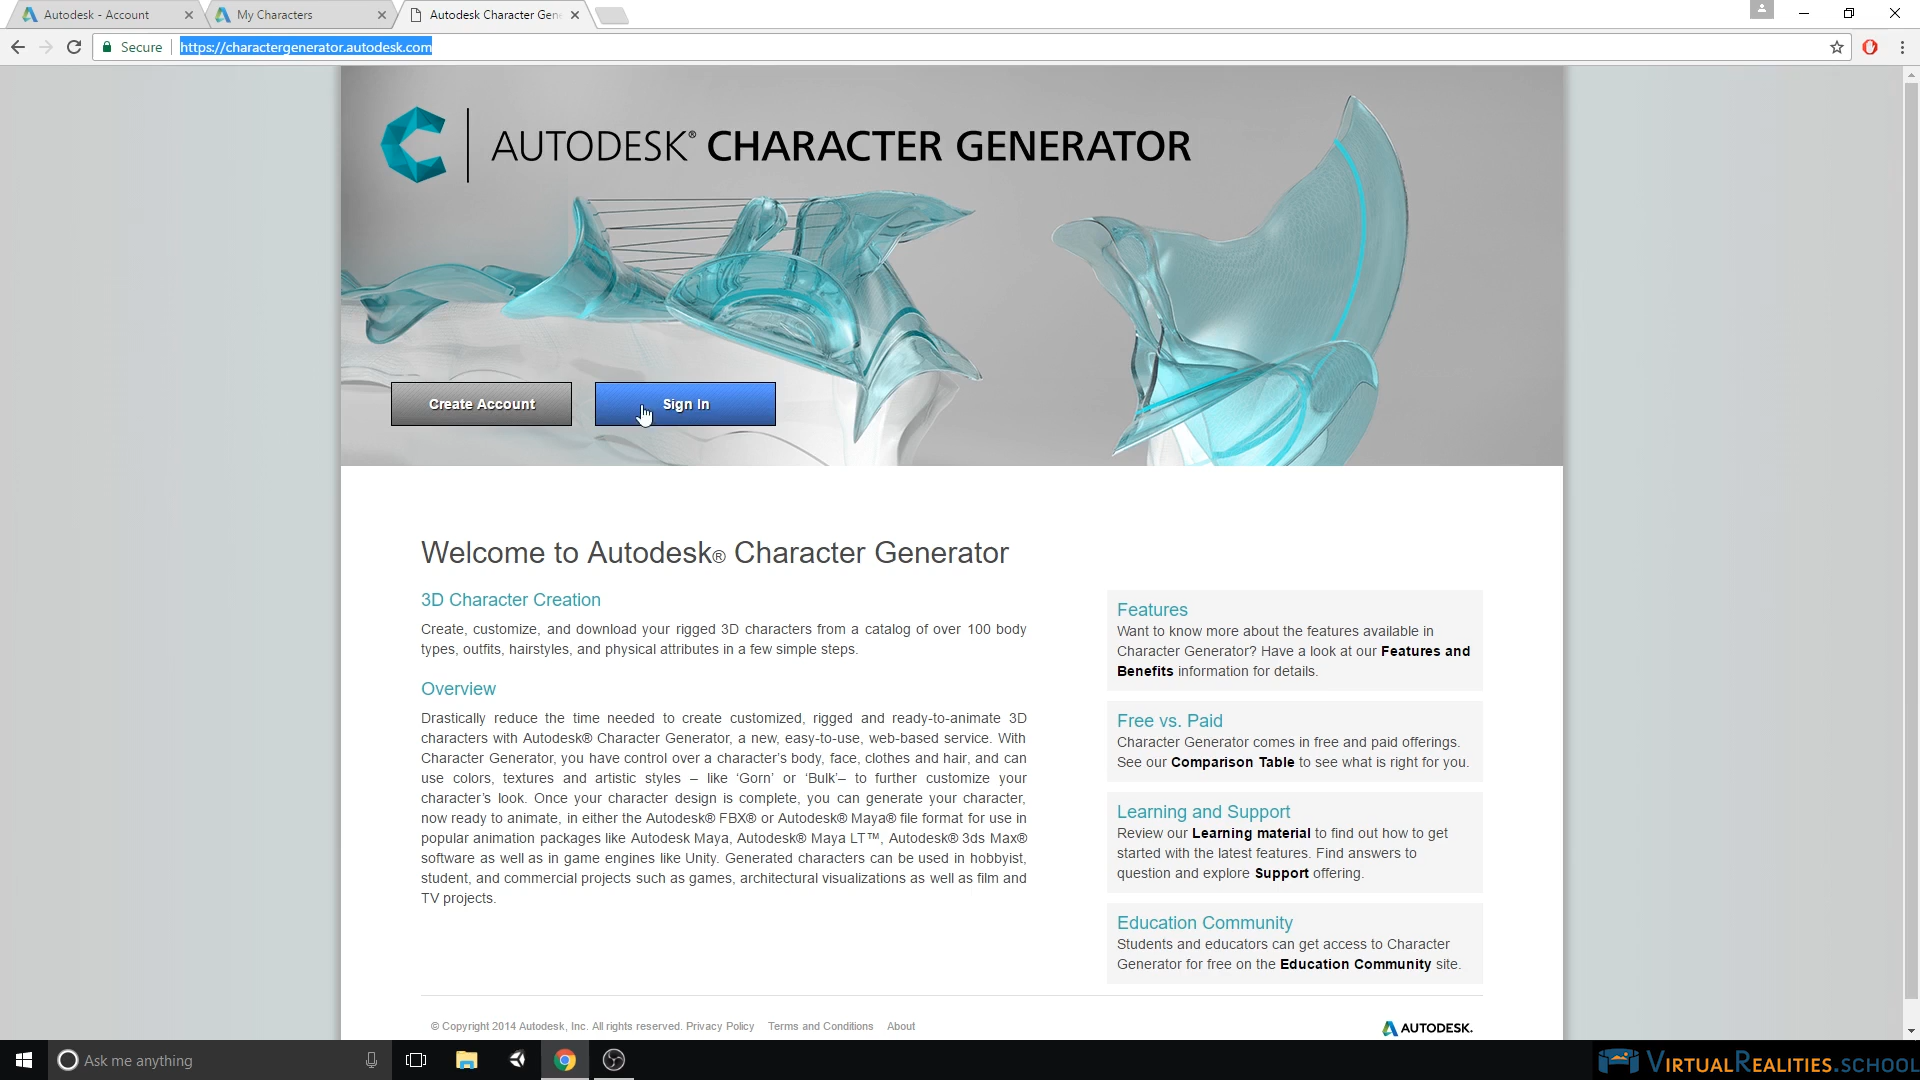 Autodesk - Account
My Characters
Autodesk Character Gen
Secure
https://charactergenerator.autodesk.com
AUTODESK® CHARACTER GENERATOR
Create Account
Sign In
Welcome to Autodesk® Character Generator
3D Character Creation
Create, customize, and download your rigged 3D characters from a catalog of over 100 body
types, outfits, hairstyles, and physical attributes in a few simple steps.
Overview
Drastically reduce the time needed to create customized, rigged and ready-to-animate 3D
characters with Autodesk® Character Generator, a new, easy-to-use, web-based service. With
Character Generator, you have control over a character's body, face, clothes and hair, and can
use colors, textures and artistic styles – like ‘Gorn’ or ‘Bulk’– to further customize your
character's look. Once your character design is complete, you can generate your character,
now ready to animate, in either the Autodesk® FBX® or Autodesk® Maya® file format for use in
popular animation packages like Autodesk Maya, Autodesk® Maya LT™, Autodesk® 3ds Max®
software as well as in game engines like Unity. Generated characters can be used in hobbyist,
student, and commercial projects such as games, architectural visualizations as well as film and
TV projects.
Features
Want to know more about the features available in
Character Generator? Have a look at our Features and
Benefits information for details.
Free vs. Paid
Character Generator comes in free and paid offerings.
See our Comparison Table to see what is right for you.
Learning and Support
Review our Learning material to find out how to get
started with the latest features. Find answers to
question and explore Support offering.
Education Community
Students and educators can get access to Character
Generator for free on the Education Community site.
© Copyright 2014 Autodesk, Inc. All rights reserved. Privacy Policy Terms and Conditions About
AUTODESK.
Ask me anything
VIRTUALREALITIES.SCHOOL